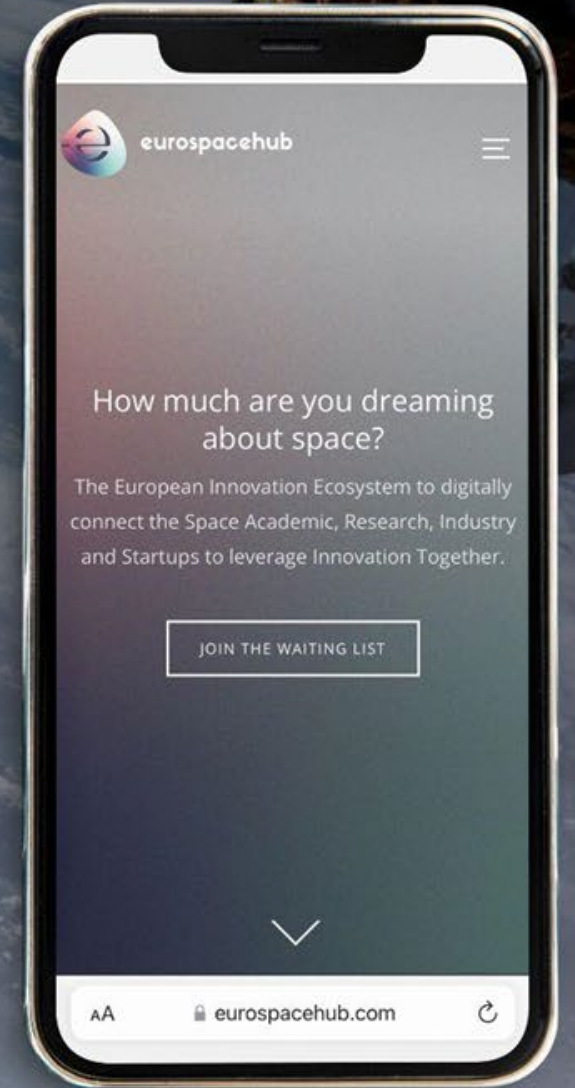 eurospacehub
How much are you dreaming
about space?
The European Innovation Ecosystem to digitally
connect the Space Academic, Research, Industry
and Startups to leverage Innovation Together.
JOIN THE WAITING LIST
AA eurospacehub.com